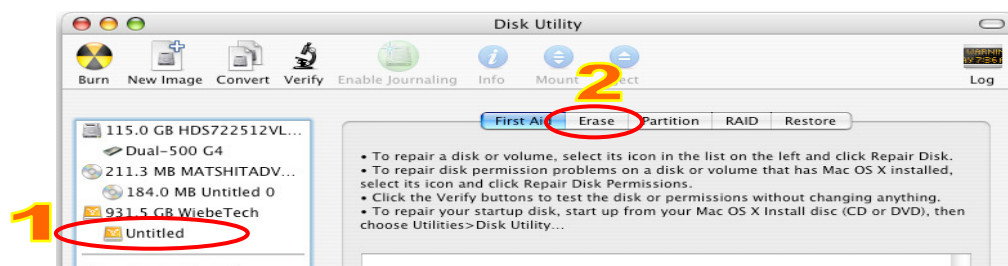 Disk Utility
Burn New Image Convert Verify Enable Journaling Info Mount Log
2
First Aid Erase Partition RAID Restore
115.0 GB HDS722512VL...
Dual-500 G4
211.3 MB MATSHITADV...
184.0 MB Untitled 0
931.5 GB WiebeTech
1
Untitled
• To repair a disk or volume, select its icon in the list on the left and click Repair Disk.
• To repair disk permission problems on a disk or volume that has Mac OS X installed,
select its icon and click Repair Disk Permissions.
• Click the Verify buttons to test the disk or permissions without changing anything.
• To repair your startup disk, start up from your Mac OS X Install disc (CD or DVD), then
choose Utilities>Disk Utility...